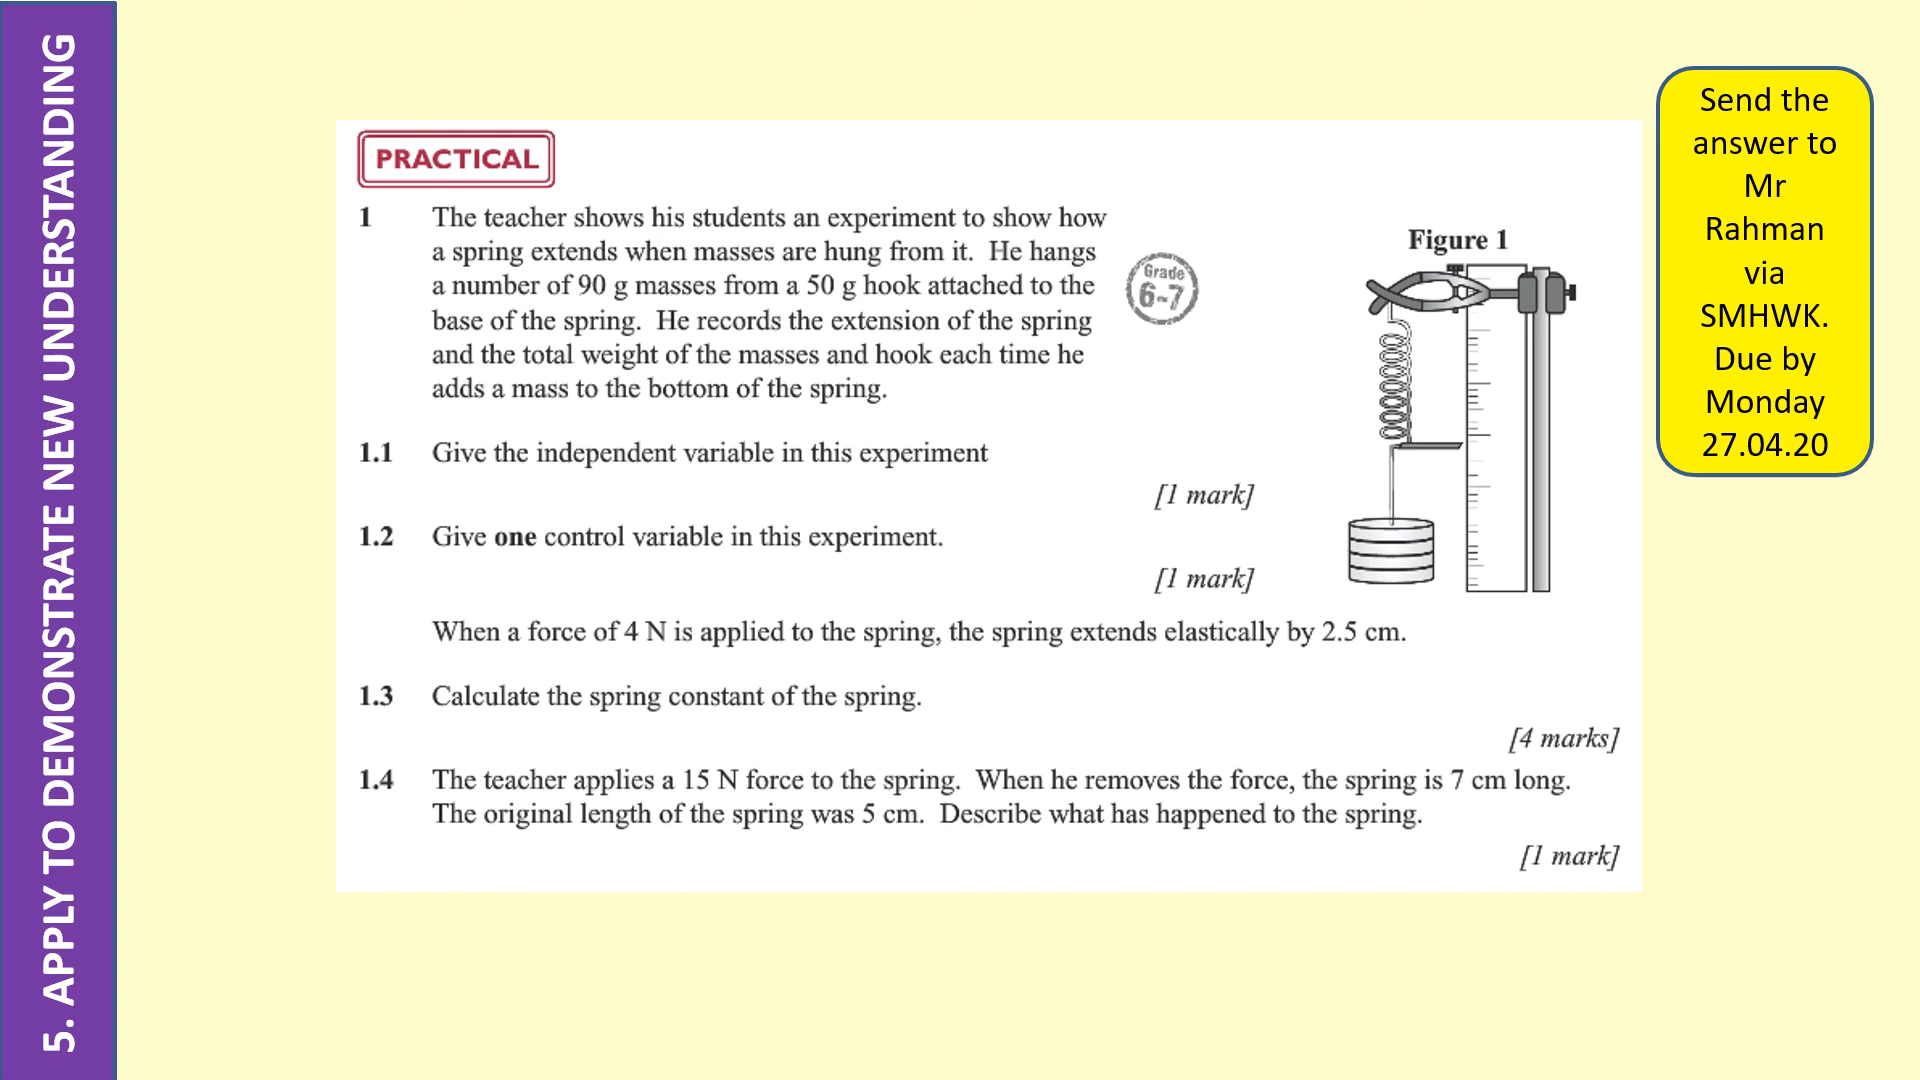 5. APPLY TO DEMONSTRATE NEW UNDERSTANDING
PRACTICAL
1 The teacher shows his students an experiment to show how
a spring extends when masses are hung from it. He hangs
a number of 90 g masses from a 50 g hook attached to the
base of the spring. He records the extension of the spring
and the total weight of the masses and hook each time he
adds a mass to the bottom of the spring.
Grade
6-7
Figure 1
1.1 Give the independent variable in this experiment
[1 mark]
1.2 Give one control variable in this experiment.
[1 mark]
When a force of 4 N is applied to the spring, the spring extends elastically by 2.5 cm.
1.3 Calculate the spring constant of the spring.
[4 marks]
1.4 The teacher applies a 15 N force to the spring. When he removes the force, the spring is 7 cm long.
The original length of the spring was 5 cm. Describe what has happened to the spring.
[1 mark]
Send the
answer to
Mr
Rahman
via
SMHWK.
Due by
Monday
27.04.20